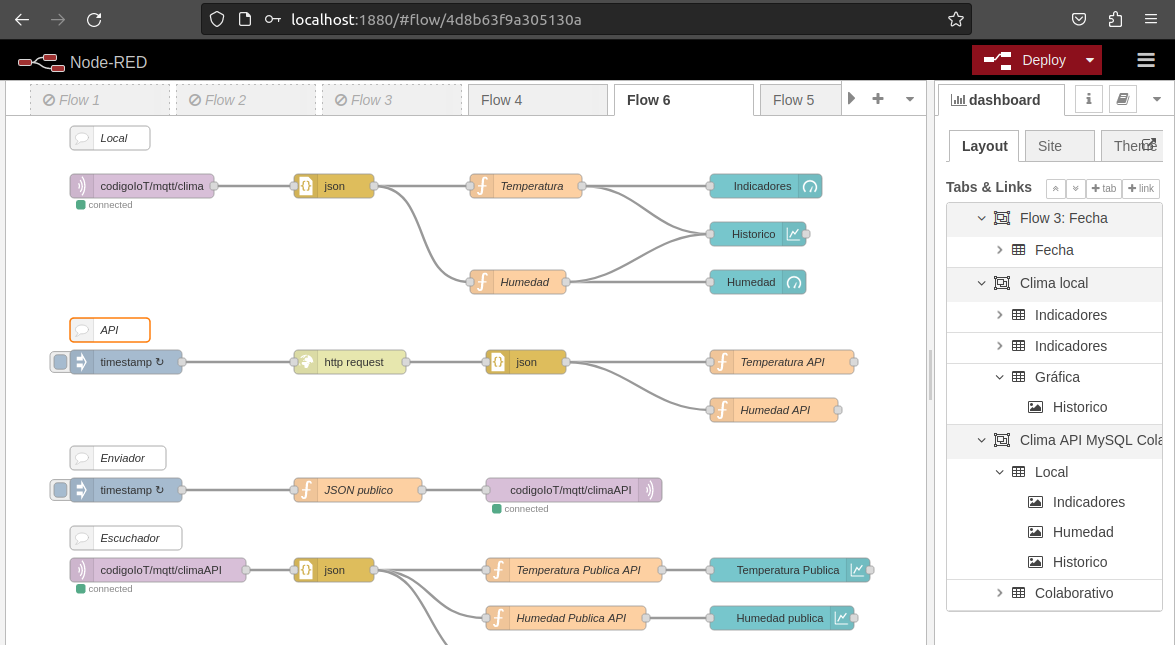 localhost:1880/#flow/4d8b63f9a305130a
Node-RED
Deploy
Flow 1
Flow 2
Flow 3
Flow 4
Flow 6
Flow 5
dashboard
i
Layout
Site
Theme
Tabs & Links
tab
link
Flow 3: Fecha
Fecha
Clima local
Indicadores
Indicadores
Gráfica
Historico
Clima API MySQL Cola
Local
Indicadores
Humedad
Historico
Colaborativo
Local
codigoIoT/mqtt/clima
connected
json
Temperatura
Indicadores
Historico
Humedad
Humedad
API
timestamp ↻
http request
json
Temperatura API
Humedad API
Enviador
timestamp ↻
JSON publico
codigoIoT/mqtt/climaAPI
connected
Escuchador
codigoIoT/mqtt/climaAPI
connected
json
Temperatura Publica API
Temperatura Publica
Humedad Publica API
Humedad publica